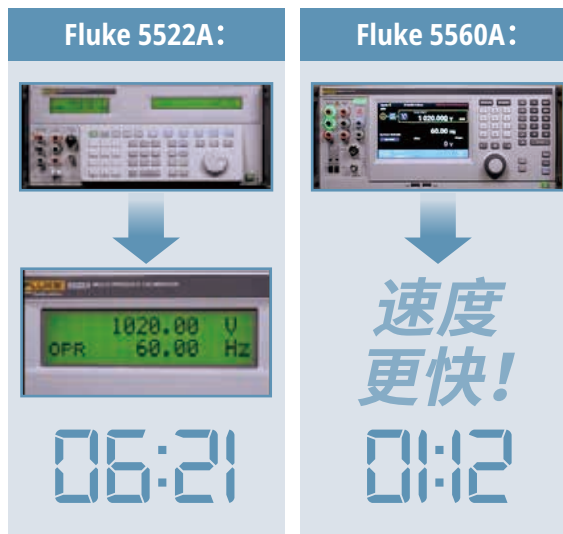 Fluke 5522A：
1020.00 V
OPR 60.00 Hz
06:21
Fluke 5560A：
速度
更快！
01:12